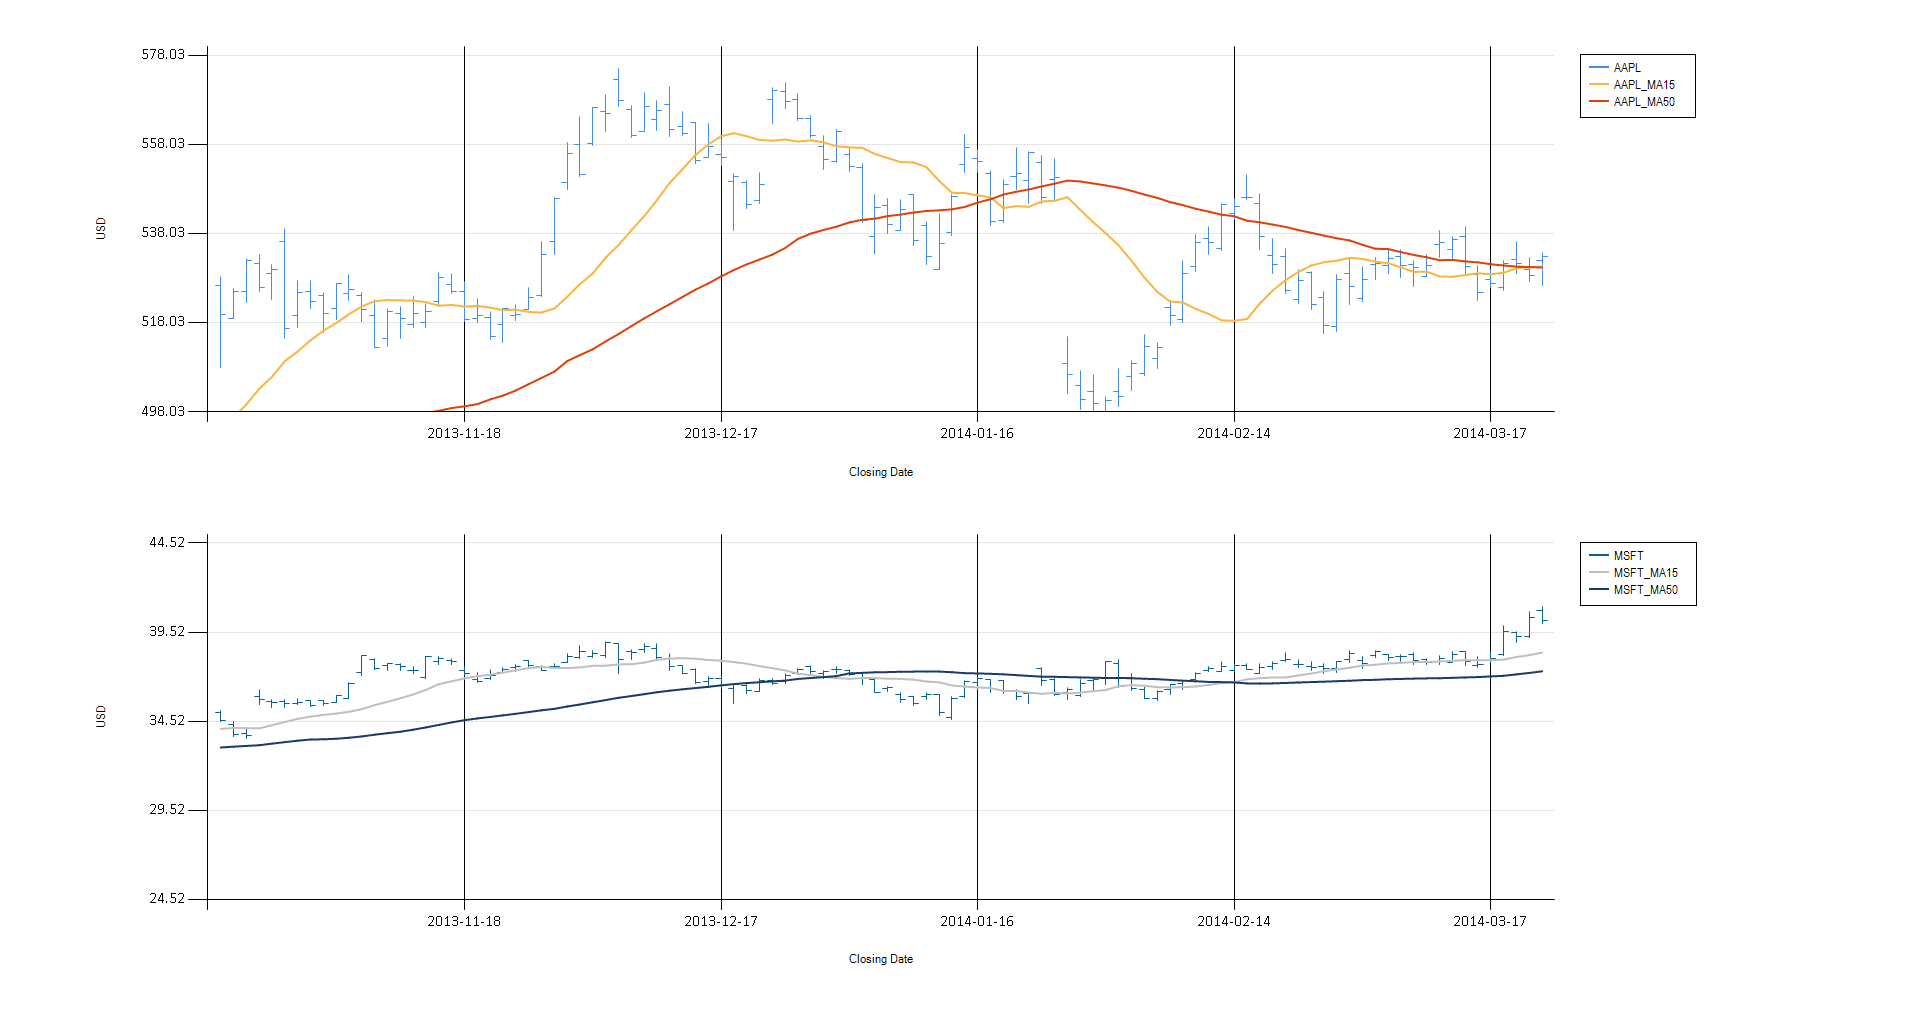 578.03
558.03
538.03
518.03
498.03
USD
2013-11-18
2013-12-17
2014-01-16
2014-02-14
2014-03-17
Closing Date
AAPL
AAPL_MA15
AAPL_MA50
44.52
39.52
34.52
29.52
24.52
USD
2013-11-18
2013-12-17
2014-01-16
2014-02-14
2014-03-17
Closing Date
MSFT
MSFT_MA15
MSFT_MA50